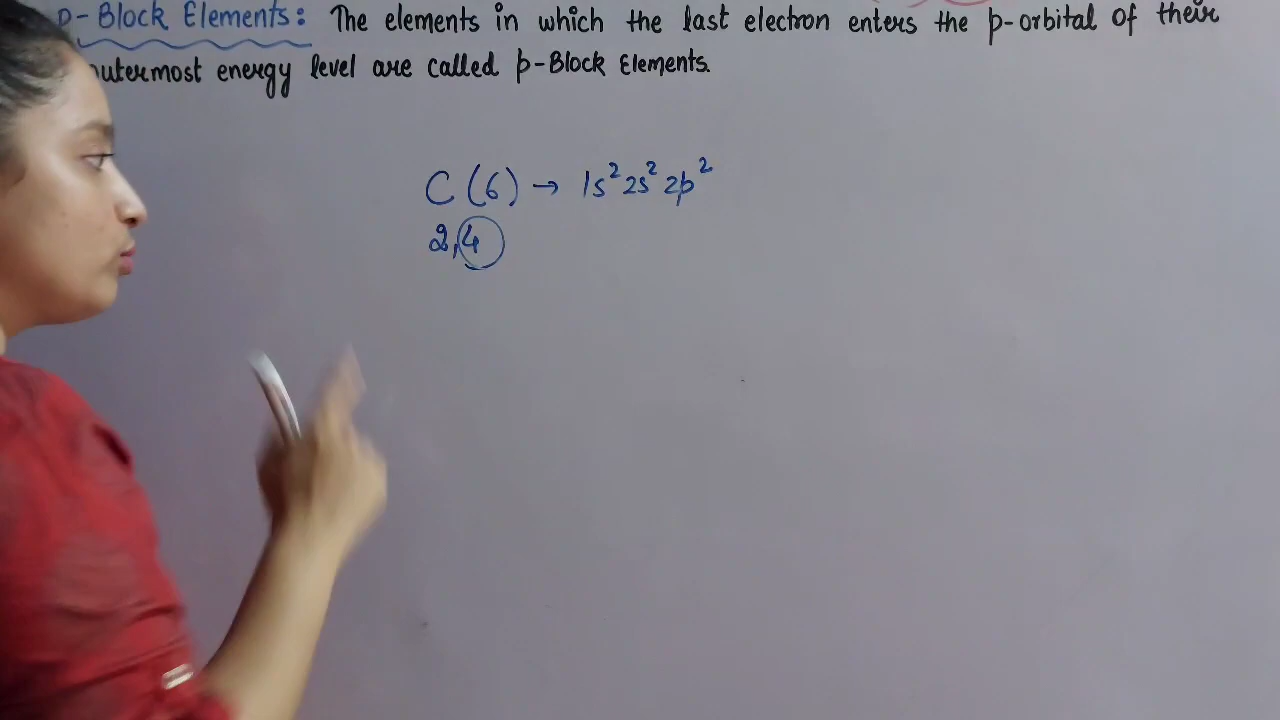 p-Block Elements: The elements in which the last electron enters the p-orbital of their
outermost energy level are called p-Block Elements.
C (6) → 1s² 2s² 2p²
2,4